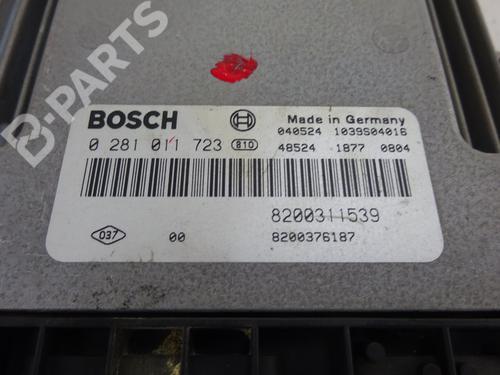 B-PARTS
BOSCH
Made in Germany
040524 1039S04016
0 281 011 723 810
48524 1877 0804
8200311539
037 00 8200376187